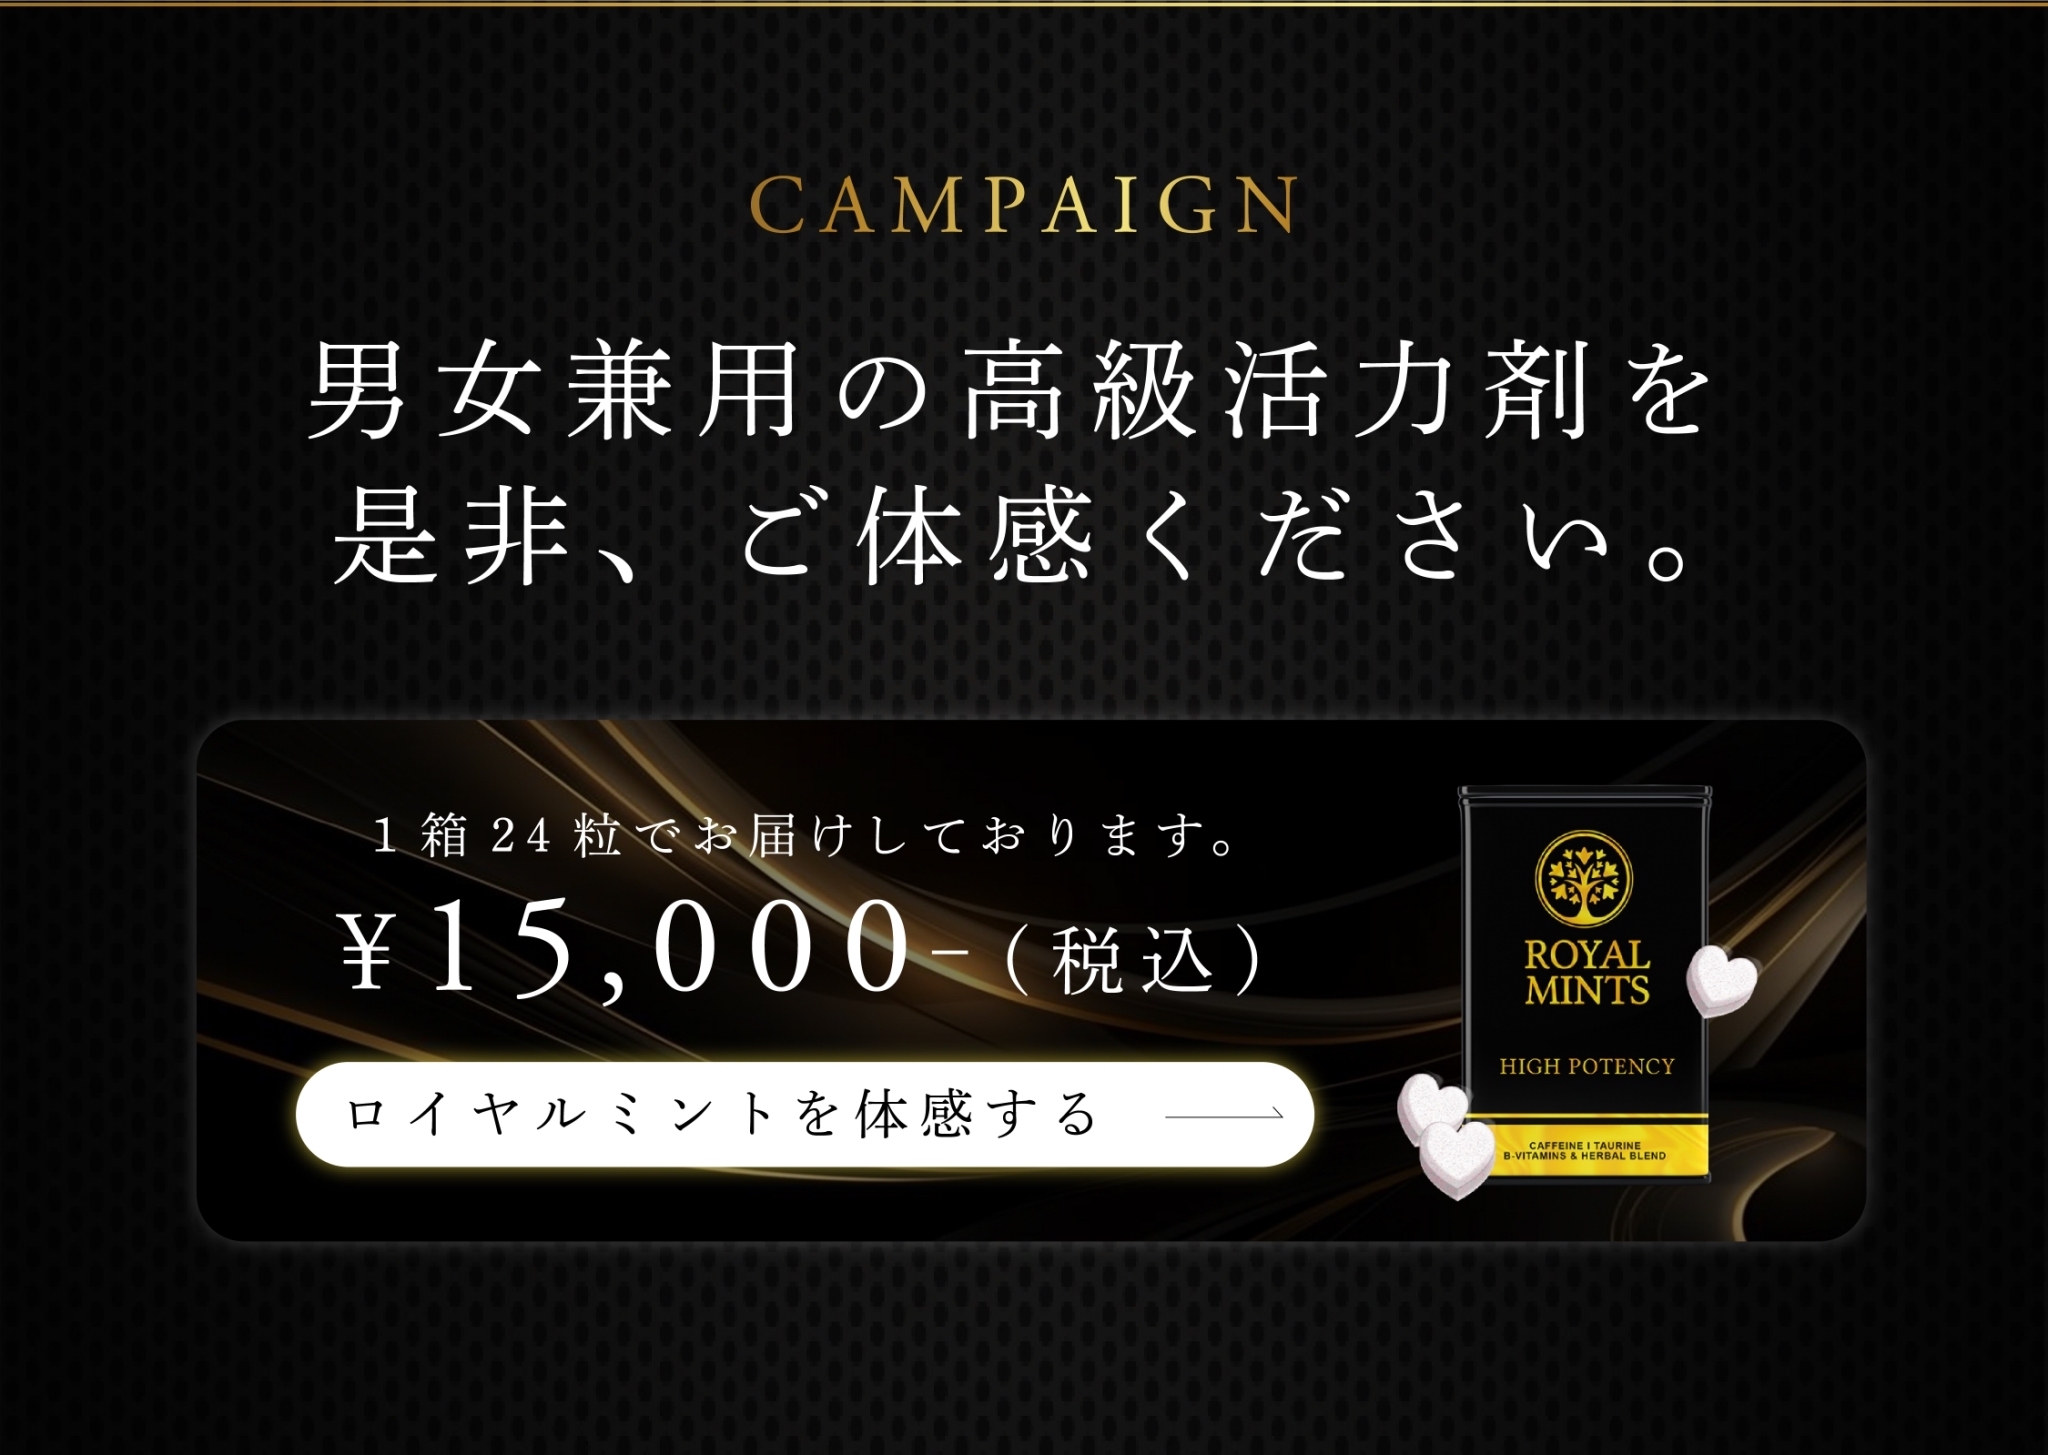 CAMPAIGN
男女兼用の高級活力剤を
是非、ご体感ください。
1箱24粒でお届けしております。
¥15,000-(税込)
ロイヤルミントを体感する
ROYAL
MINTS
HIGH POTENCY
CAFFEINE I TAURINE
B-VITAMINS & HERBAL BLEND